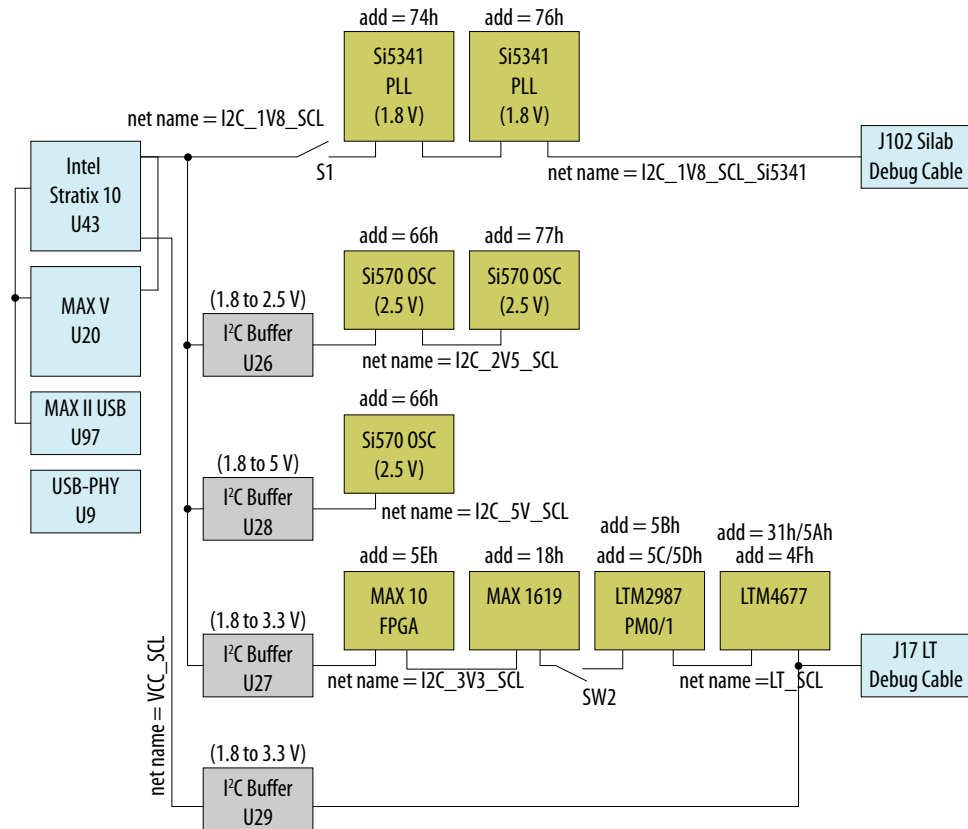 add = 74h
add = 76h
Si5341
PLL
(1.8 V)
Si5341
PLL
(1.8 V)
net name = I2C_1V8_SCL
S1
net name = I2C_1V8_SCL_Si5341
J102 Silab
Debug Cable
Intel
Stratix 10
U43
MAX V
U20
MAX II USB
U97
USB-PHY
U9
add = 66h
add = 77h
Si570 OSC
(2.5 V)
Si570 OSC
(2.5 V)
(1.8 to 2.5 V)
I²C Buffer
U26
net name = I2C_2V5_SCL
add = 66h
Si570 OSC
(2.5 V)
(1.8 to 5 V)
I²C Buffer
U28
net name = I2C_5V_SCL
add = 5Eh
add = 18h
add = 5Bh
add = 5C/5Dh
add = 31h/5Ah
add = 4Fh
MAX 10
FPGA
MAX 1619
LTM2987
PM0/1
LTM4677
(1.8 to 3.3 V)
I²C Buffer
U27
net name = I2C_3V3_SCL
SW2
net name =LT_SCL
J17 LT
Debug Cable
net name = VCC_SCL
(1.8 to 3.3 V)
I²C Buffer
U29